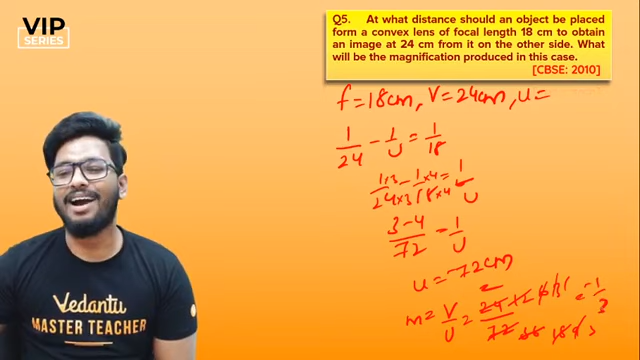 VIP
SERIES
Q5. At what distance should an object be placed
form a convex lens of focal length 18 cm to obtain
an image at 24 cm from it on the other side. What
will be the magnification produced in this case.
[CBSE: 2010]
f=18cm, V=24cm, u=
1/24 - 1/U = 1/18
1×3/24×3 - 1×4/18×4 = 1/U
3-4/72 = 1/U
u=-72cm
m= V/U =
= -1/3
Vedantu
MASTER TEACHER